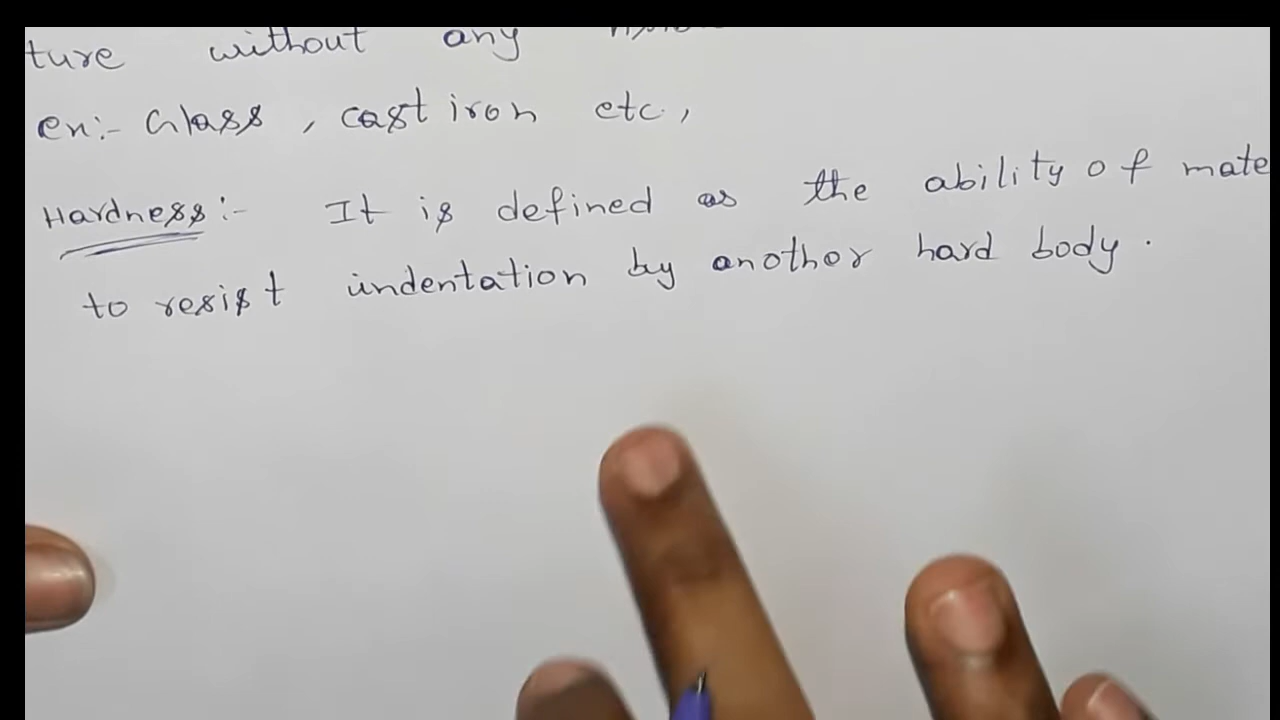 ture without any
en:- Glass, cast iron etc,
Hardness:- It is defined as the ability of mate
to resist indentation by another hard body.